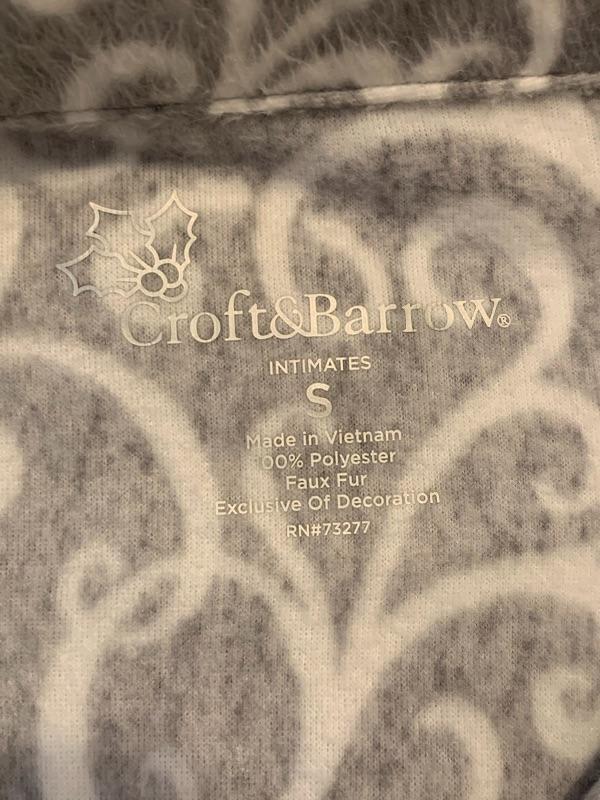 Croft&Barrow®
INTIMATES
S
Made in Vietnam
00% Polyester
Faux Fur
Exclusive Of Decoration
RN#73277